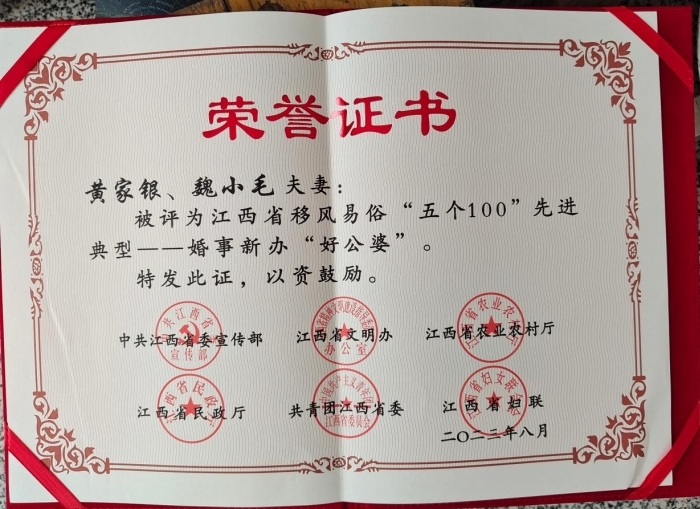 荣誉证书
黄家银、魏小毛夫妻：
被评为江西省移风易俗“五个100”先进
典型——婚事新办“好公婆”。
特发此证，以资鼓励。
中共江西省委宣传部 江西省文明办 江西省农业农村厅
江西省民政厅 共青团江西省委 江西省妇联
二〇二三年八月